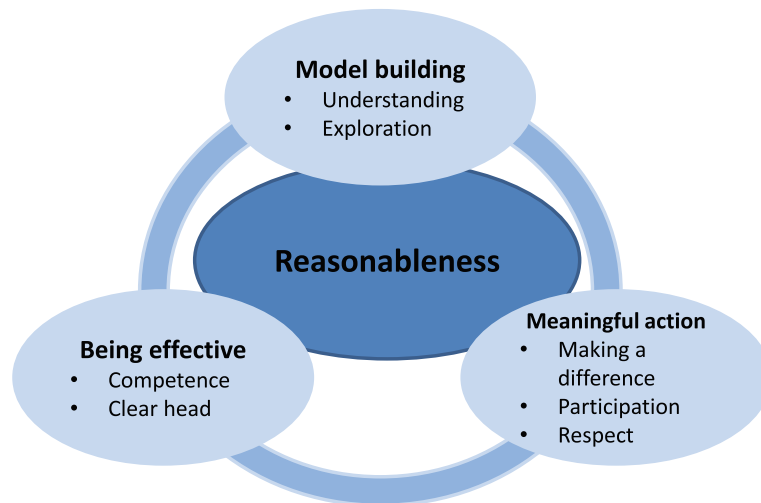 Model building
• Understanding
• Exploration
Reasonableness
Being effective
• Competence
• Clear head
Meaningful action
• Making a
difference
• Participation
• Respect